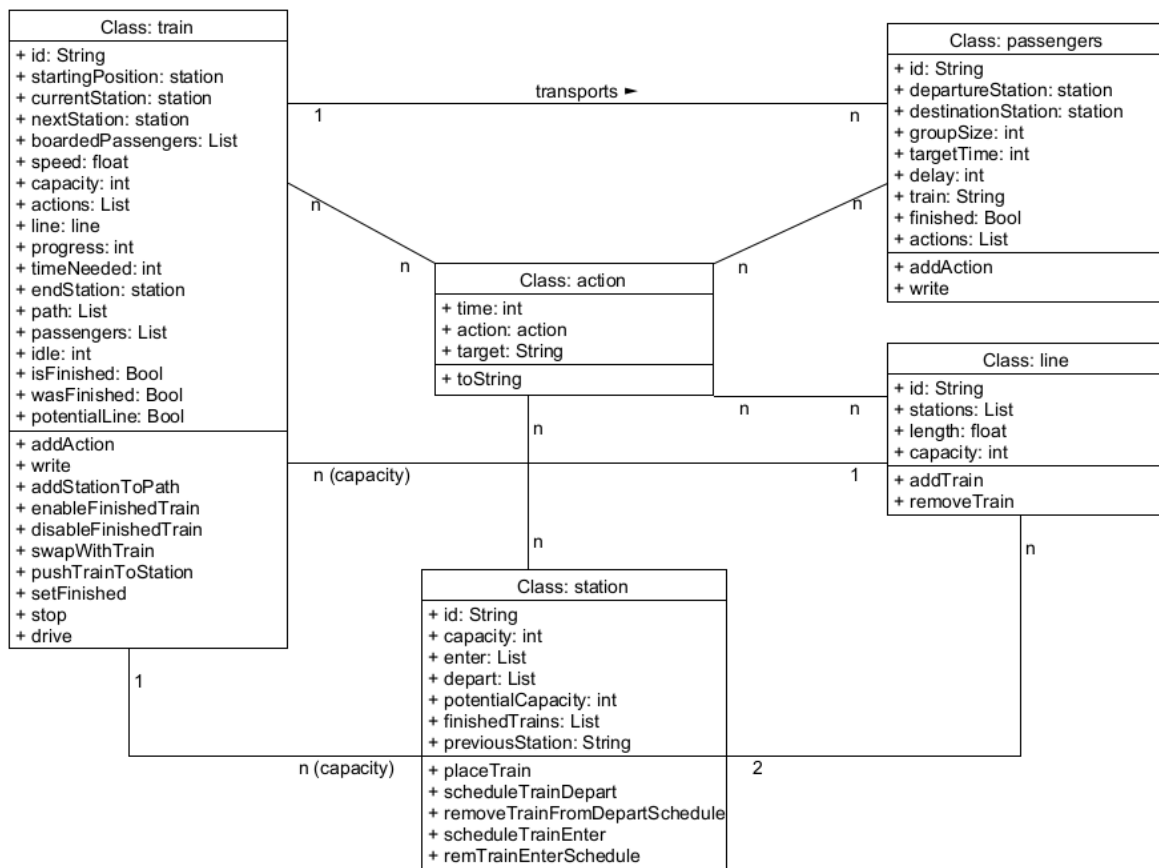 Class: train
+ id: String
+ startingPosition: station
+ currentStation: station
+ nextStation: station
+ boardedPassengers: List
+ speed: float
+ capacity: int
+ actions: List
+ line: line
+ progress: int
+ timeNeeded: int
+ endStation: station
+ path: List
+ passengers: List
+ idle: int
+ isFinished: Bool
+ wasFinished: Bool
+ potentialLine: Bool
+ addAction
+ write
+ addStationToPath
+ enableFinishedTrain
+ disableFinishedTrain
+ swapWithTrain
+ pushTrainToStation
+ setFinished
+ stop
+ drive
transports ►
1
n
Class: passengers
+ id: String
+ departureStation: station
+ destinationStation: station
+ groupSize: int
+ targetTime: int
+ delay: int
+ train: String
+ finished: Bool
+ actions: List
+ addAction
+ write
n
n
n
n
Class: action
+ time: int
+ action: action
+ target: String
+ toString
n
n
Class: line
+ id: String
+ stations: List
+ length: float
+ capacity: int
+ addTrain
+ removeTrain
n
n (capacity)
1
n
n
Class: station
+ id: String
+ capacity: int
+ enter: List
+ depart: List
+ potentialCapacity: int
+ finishedTrains: List
+ previousStation: String
+ placeTrain
+ scheduleTrainDepart
+ removeTrainFromDepartSchedule
+ scheduleTrainEnter
+ remTrainEnterSchedule
1
n (capacity)
2